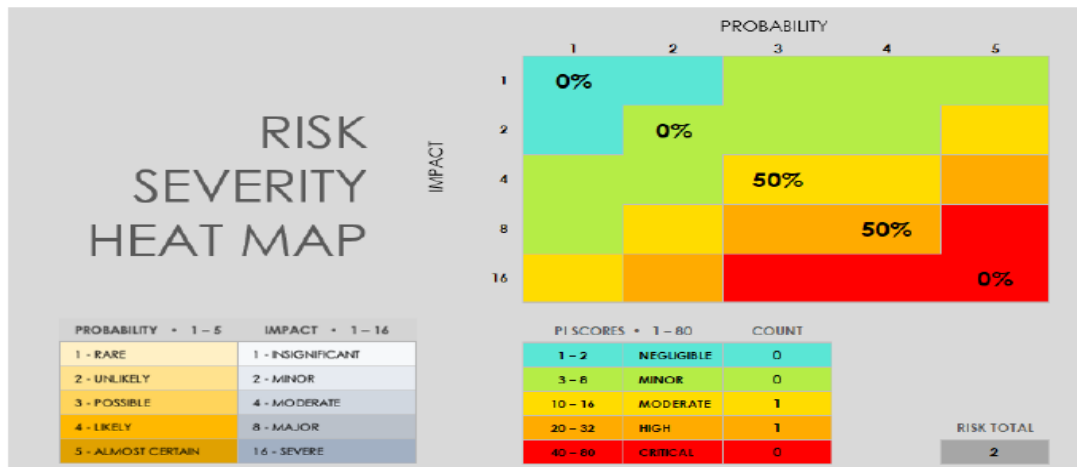 PROBABILITY
1 2 3 4 5
RISK
SEVERITY
HEAT MAP
IMPACT
1 0%
2 0%
4 50%
8 50%
16 0%
PROBABILITY • 1 – 5 IMPACT • 1 – 16
1 - RARE 1 - INSIGNIFICANT
2 - UNLIKELY 2 - MINOR
3 - POSSIBLE 4 - MODERATE
4 - LIKELY 8 - MAJOR
5 - ALMOST CERTAIN 16 - SEVERE
PI SCORES • 1 – 80 COUNT
1 – 2 NEGLIGIBLE 0
3 – 8 MINOR 0
10 – 16 MODERATE 1
20 – 32 HIGH 1
40 – 80 CRITICAL 0
RISK TOTAL
2